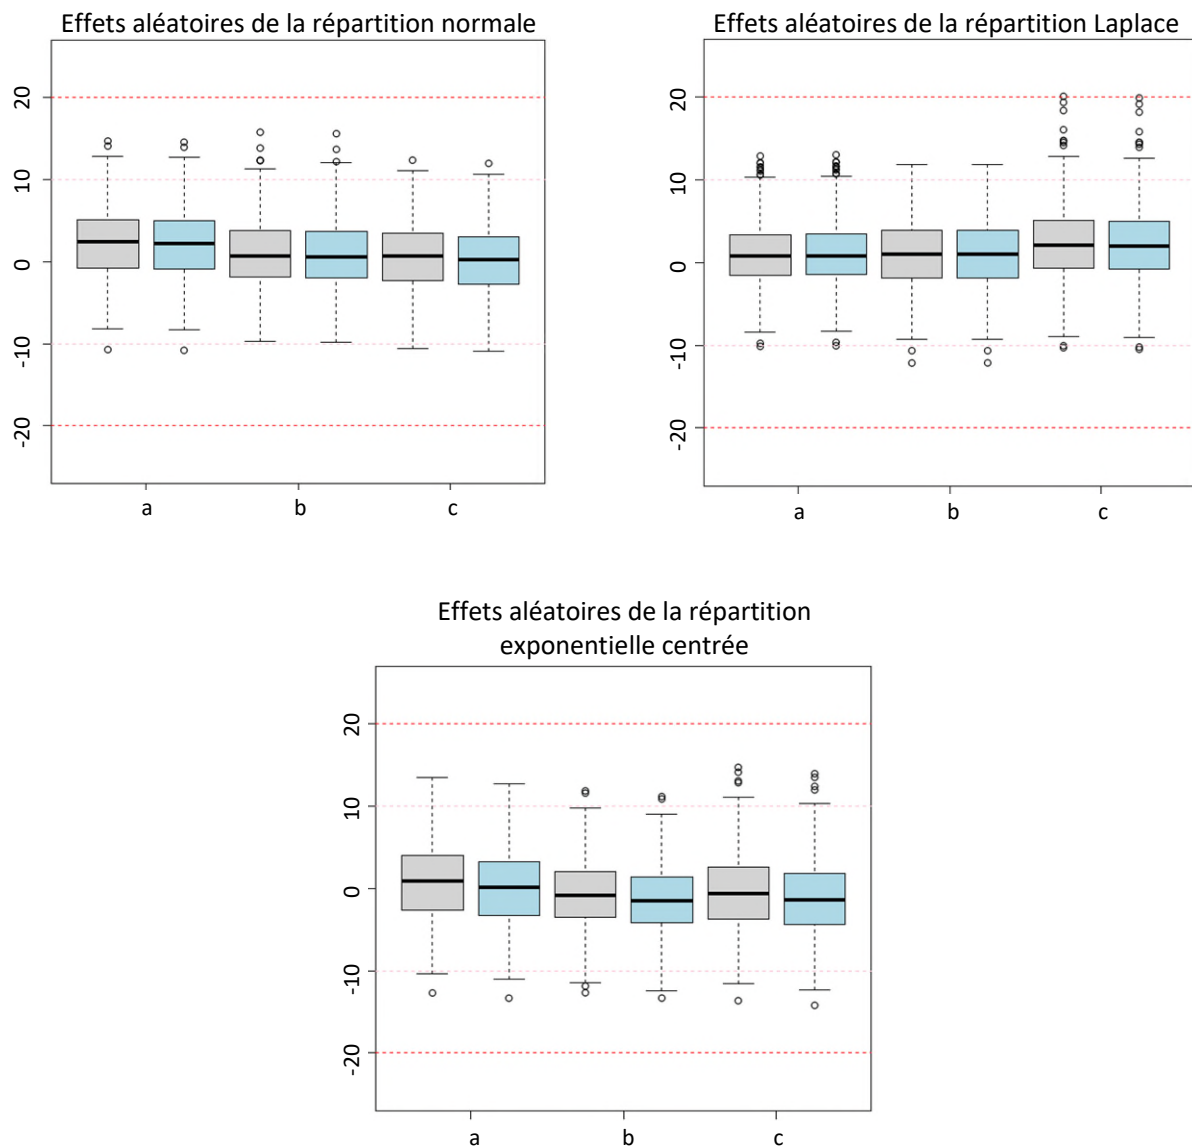 Effets aléatoires de la répartition normale
20
10
0
-10
-20
a b c
Effets aléatoires de la répartition Laplace
20
10
0
-10
-20
a b c
Effets aléatoires de la répartition
exponentielle centrée
20
10
0
-10
-20
a b c